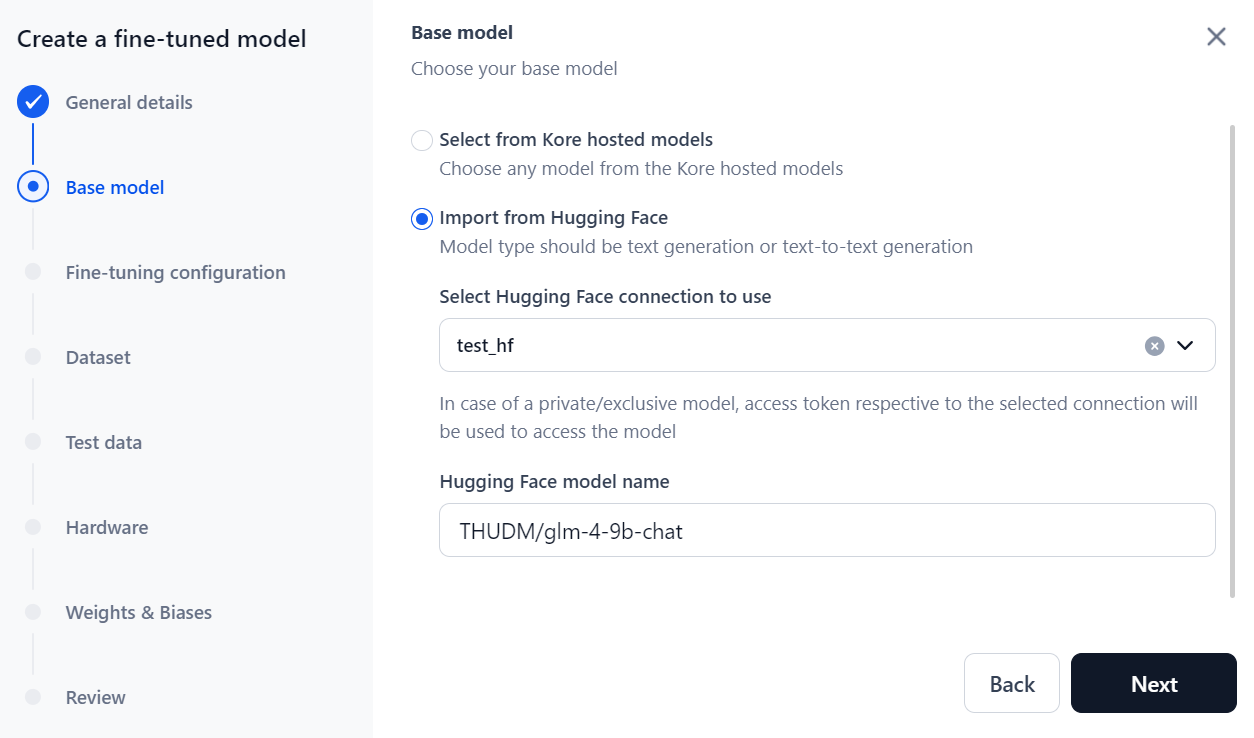 Create a fine-tuned model
General details
Base model
Fine-tuning configuration
Dataset
Test data
Hardware
Weights & Biases
Review
Base model
Choose your base model
Select from Kore hosted models
Choose any model from the Kore hosted models
Import from Hugging Face
Model type should be text generation or text-to-text generation
Select Hugging Face connection to use
test_hf
In case of a private/exclusive model, access token respective to the selected connection will
be used to access the model
Hugging Face model name
THUDM/glm-4-9b-chat
Back
Next